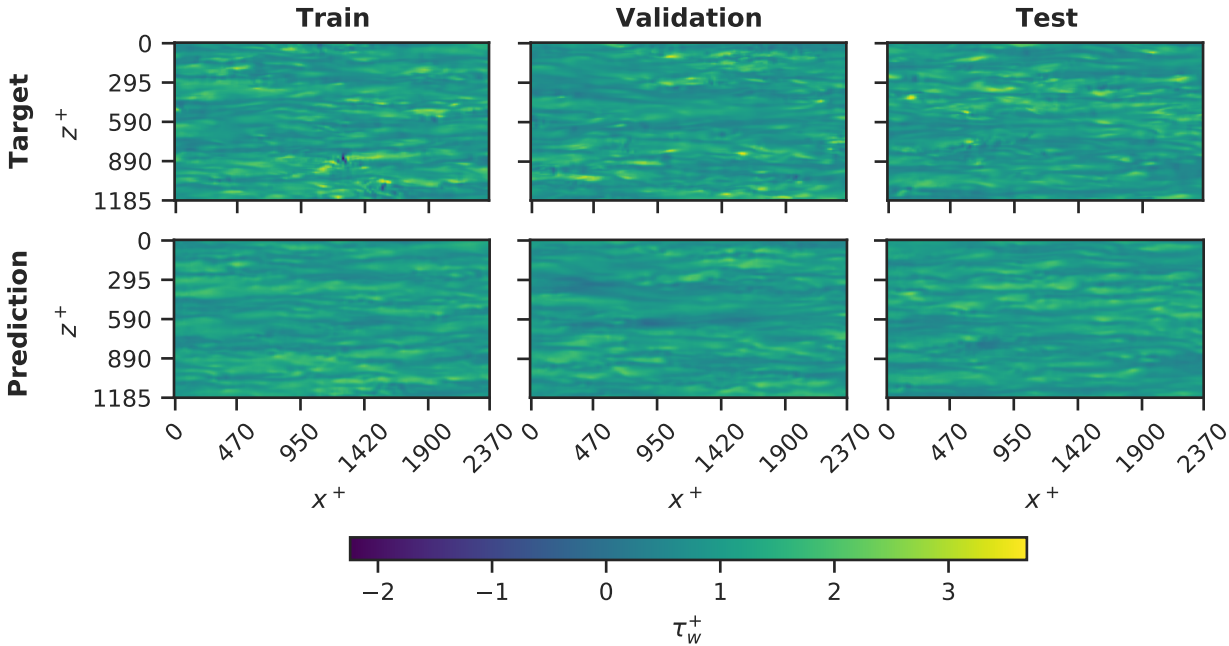 Train Validation Test
Target
z+
0
295
590
890
1185
Prediction
z+
0
295
590
890
1185
0 470 950 1420 1900 2370 0 470 950 1420 1900 2370 0 470 950 1420 1900 2370
x+ x+ x+
−2 −1 0 1 2 3
τw+